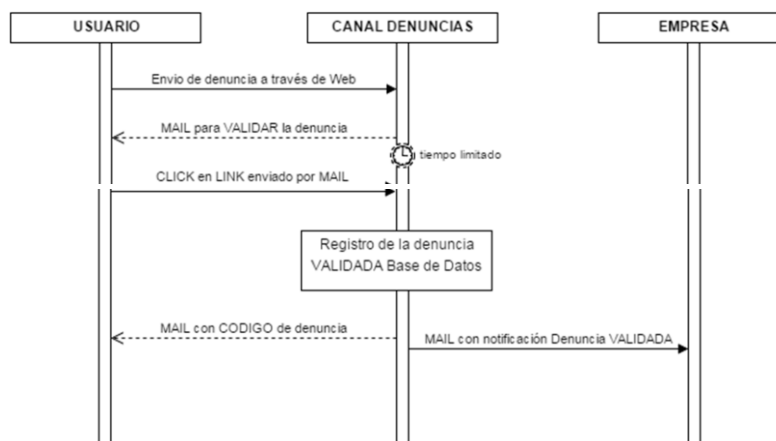 USUARIO
CANAL DENUNCIAS
EMPRESA
Envio de denuncia a través de Web
MAIL para VALIDAR la denuncia
tiempo limitado
CLICK en LINK enviado por MAIL
Registro de la denuncia
VALIDADA Base de Datos
MAIL con CODIGO de denuncia
MAIL con notificación Denuncia VALIDADA